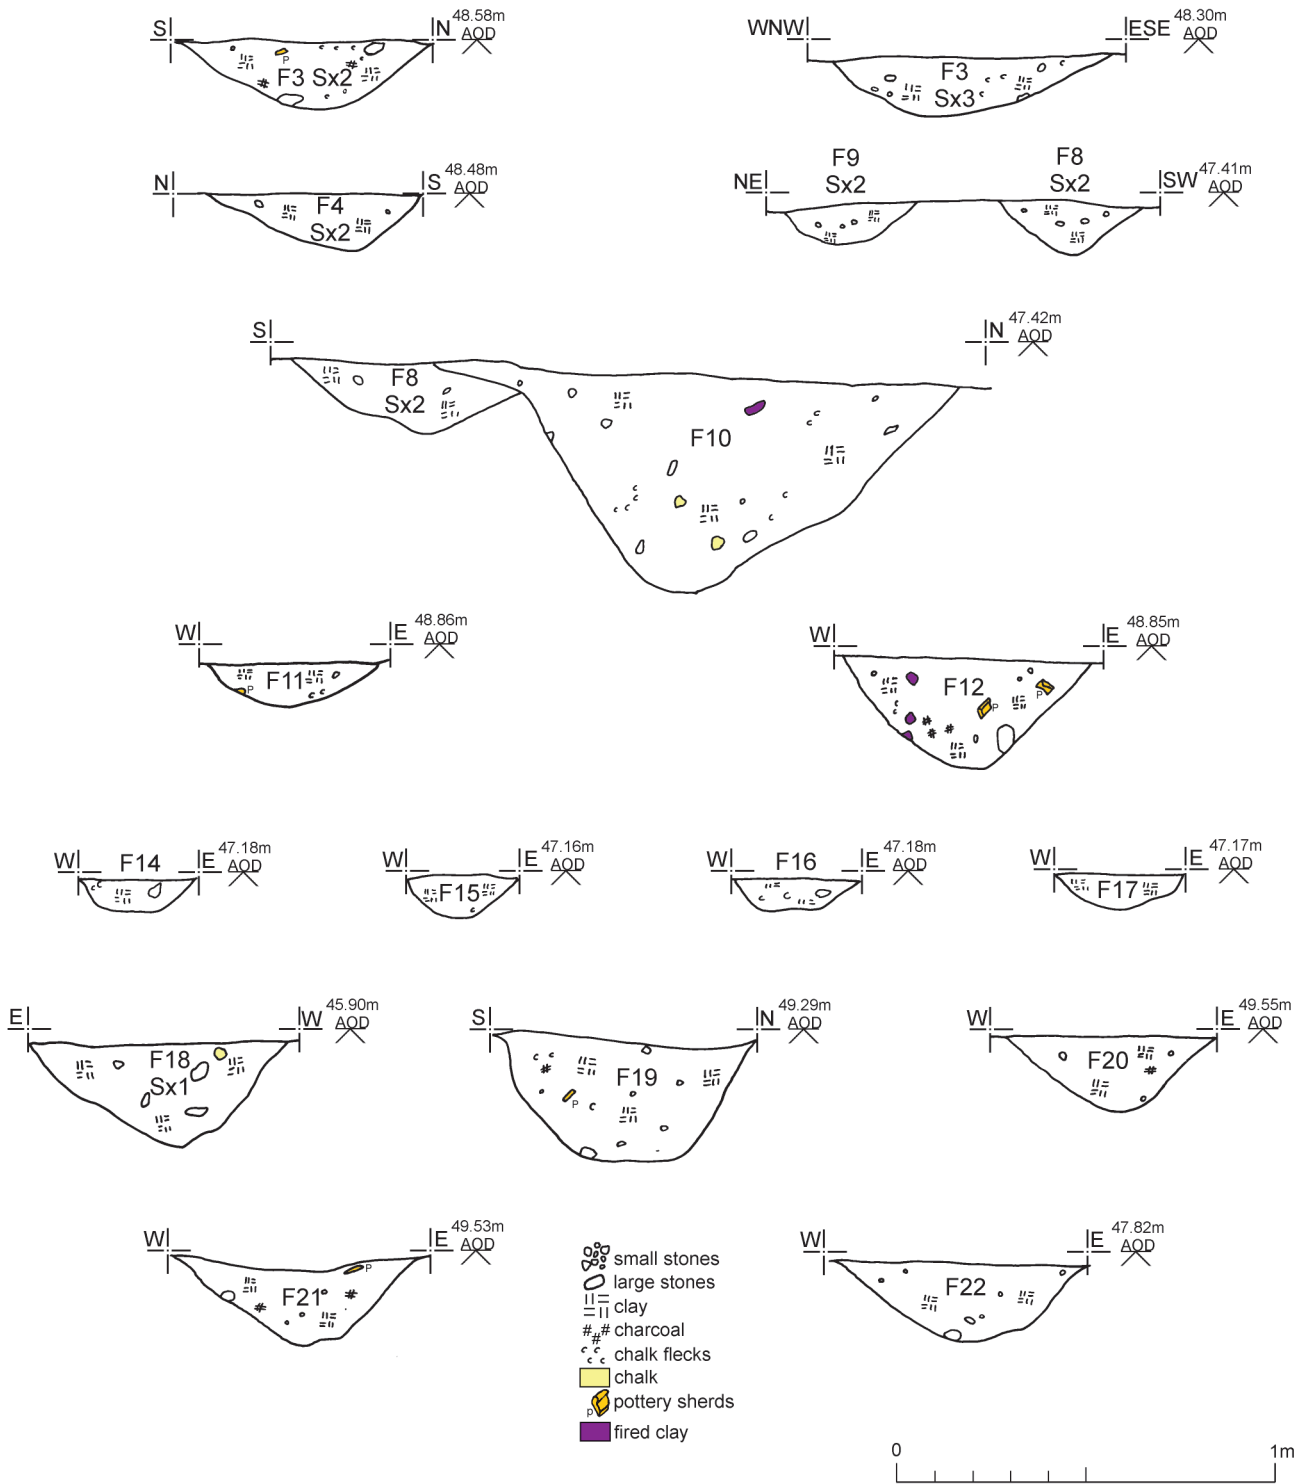 S N 48.58m
AOD
P
F3 Sx2
WNW ESE 48.30m
AOD
F3
Sx3
N S 48.48m
AOD
F4
Sx2
F9
Sx2
F8
Sx2
NE SW 47.41m
AOD
S N 47.42m
AOD
F8
Sx2
F10
W E 48.86m
AOD
F11
P
W E 48.85m
AOD
F12
P
P
W F14 E 47.18m
AOD
W E 47.16m
AOD
F15
W F16 E 47.18m
AOD
W E 47.17m
AOD
F17
E W 45.90m
AOD
F18
Sx1
S N 49.29m
AOD
F19
P
W E 49.55m
AOD
F20
W E 49.53m
AOD
P
F21
W E 47.82m
AOD
F22
small stones
large stones
clay
charcoal
chalk flecks
chalk
P pottery sherds
fired clay
0 1m